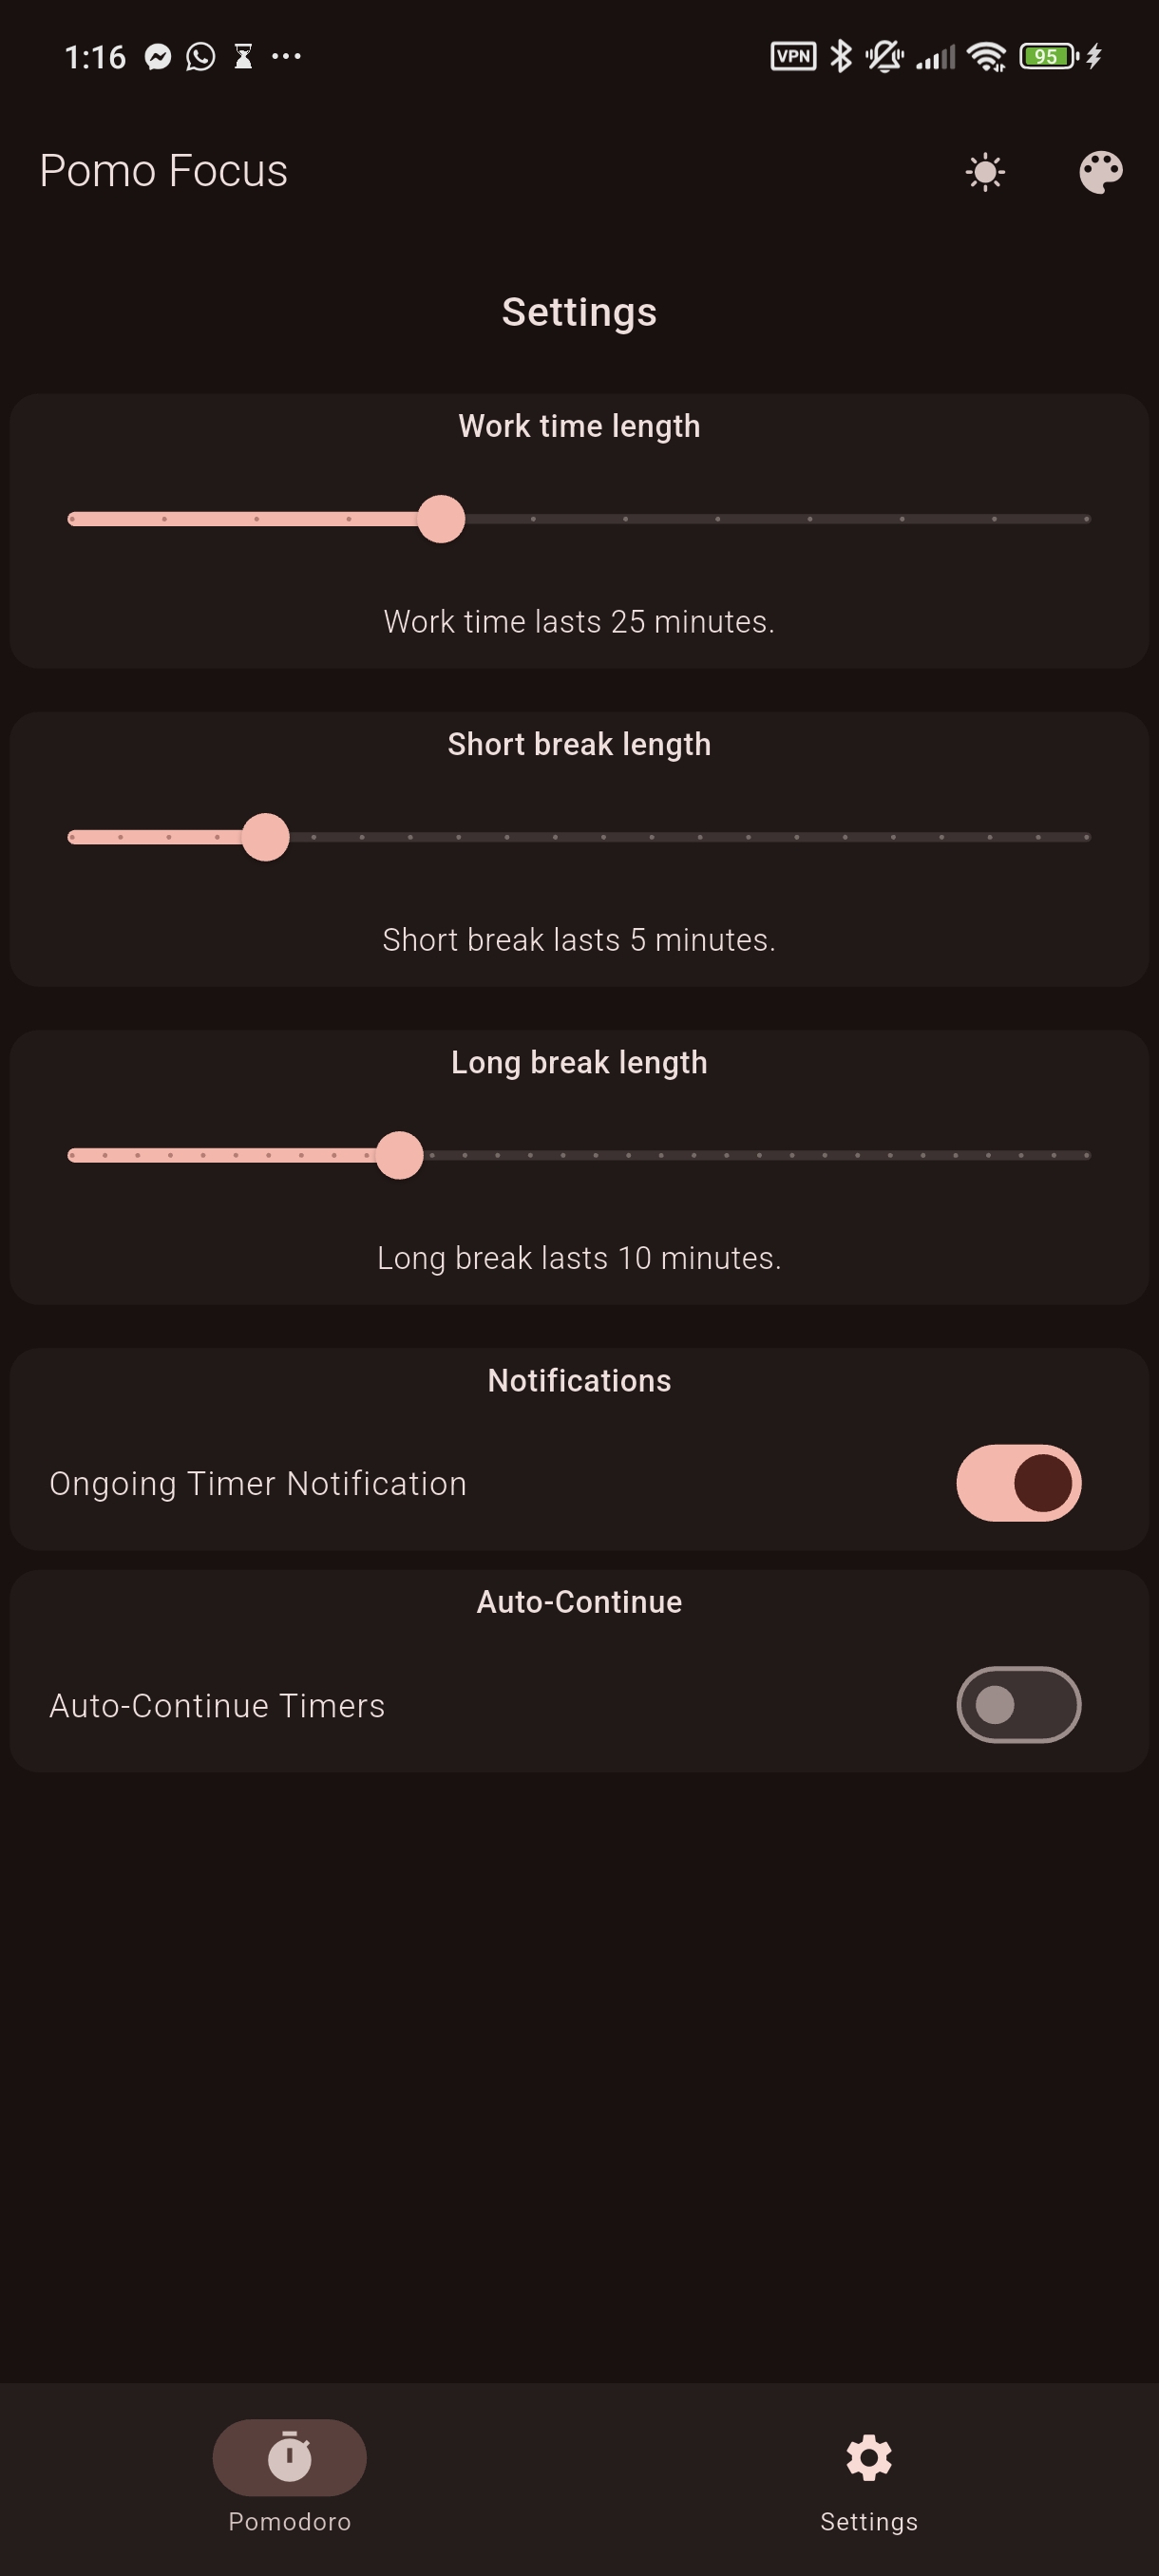 1:16 VPN 95
Pomo Focus
Settings
Work time length
Work time lasts 25 minutes.
Short break length
Short break lasts 5 minutes.
Long break length
Long break lasts 10 minutes.
Notifications
Ongoing Timer Notification
Auto-Continue
Auto-Continue Timers
Pomodoro Settings